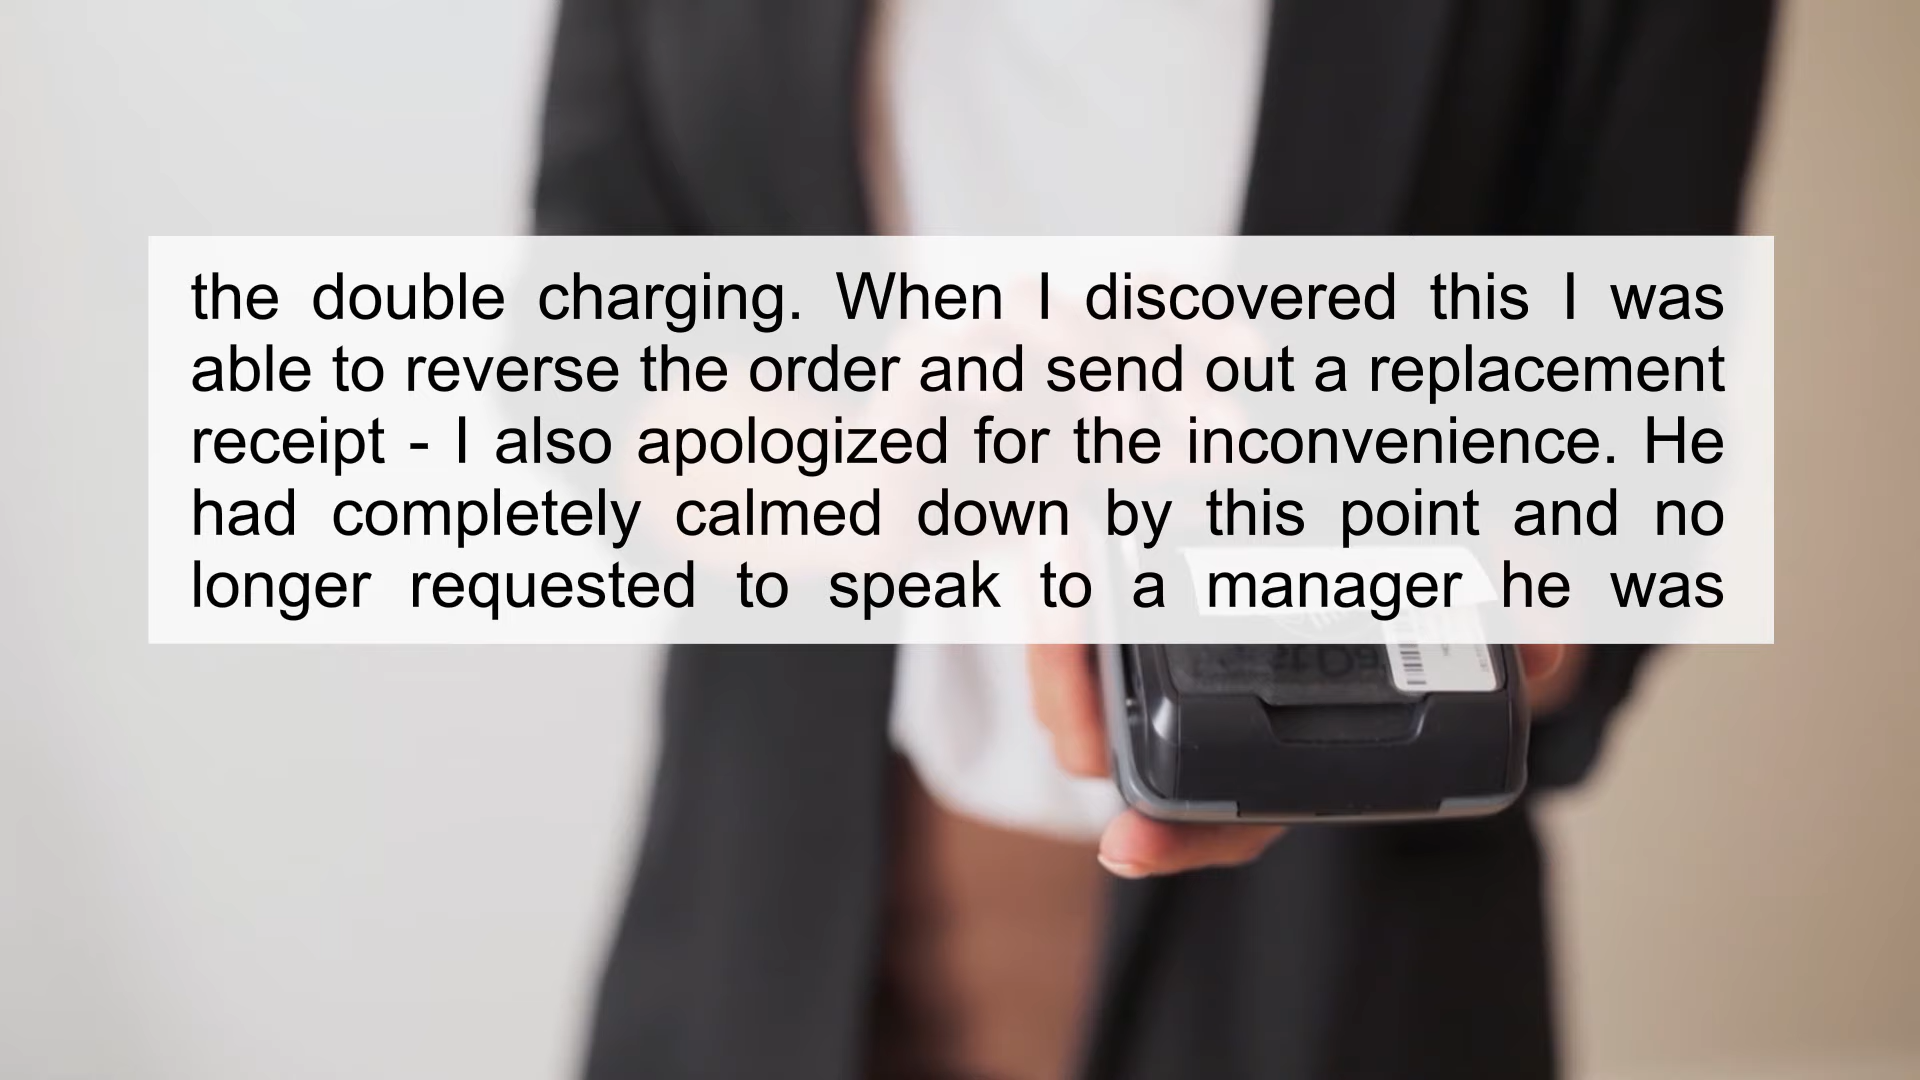 the double charging. When I discovered this I was
able to reverse the order and send out a replacement
receipt - I also apologized for the inconvenience. He
had completely calmed down by this point and no
longer requested to speak to a manager he was